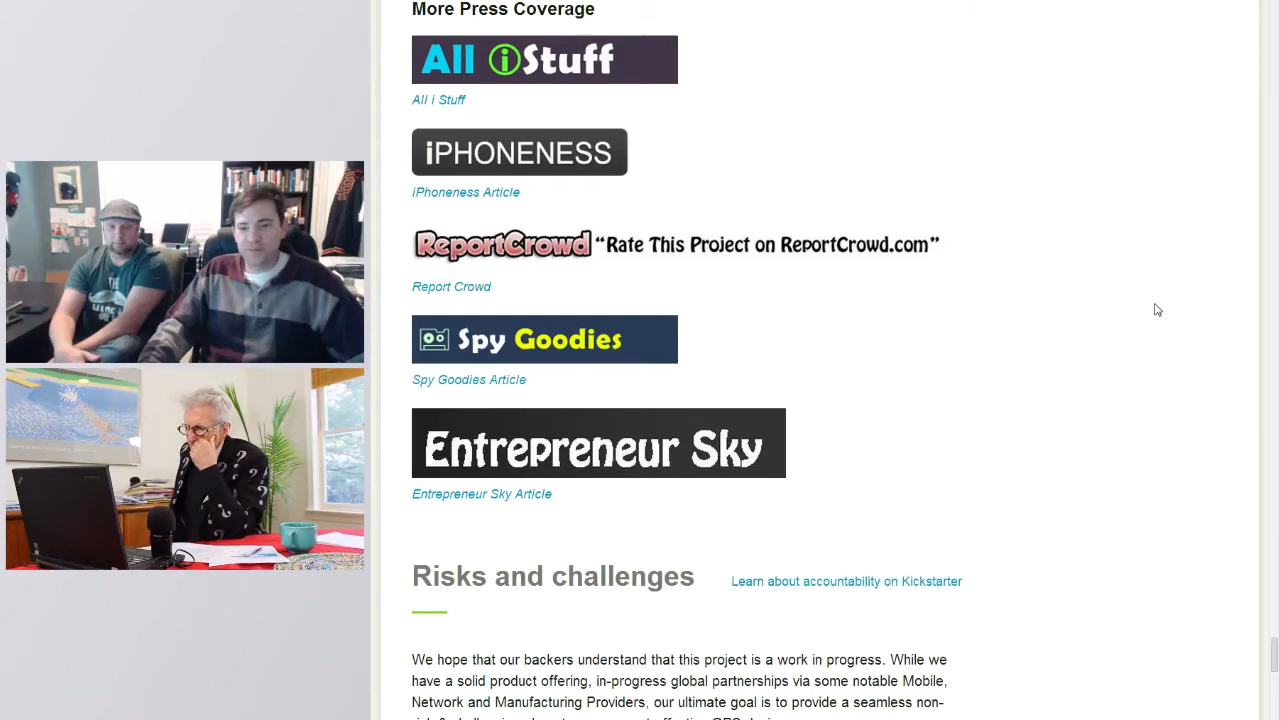 More Press Coverage
All iStuff
All i Stuff
iPHONENESS
iPhoneness Article
ReportCrowd “Rate This Project on ReportCrowd.com”
Report Crowd
Spy Goodies
Spy Goodies Article
Entrepreneur Sky
Entrepreneur Sky Article
Risks and challenges
Learn about accountability on Kickstarter
We hope that our backers understand that this project is a work in progress. While we
have a solid product offering, in-progress global partnerships via some notable Mobile,
Network and Manufacturing Providers, our ultimate goal is to provide a seamless non-
THE